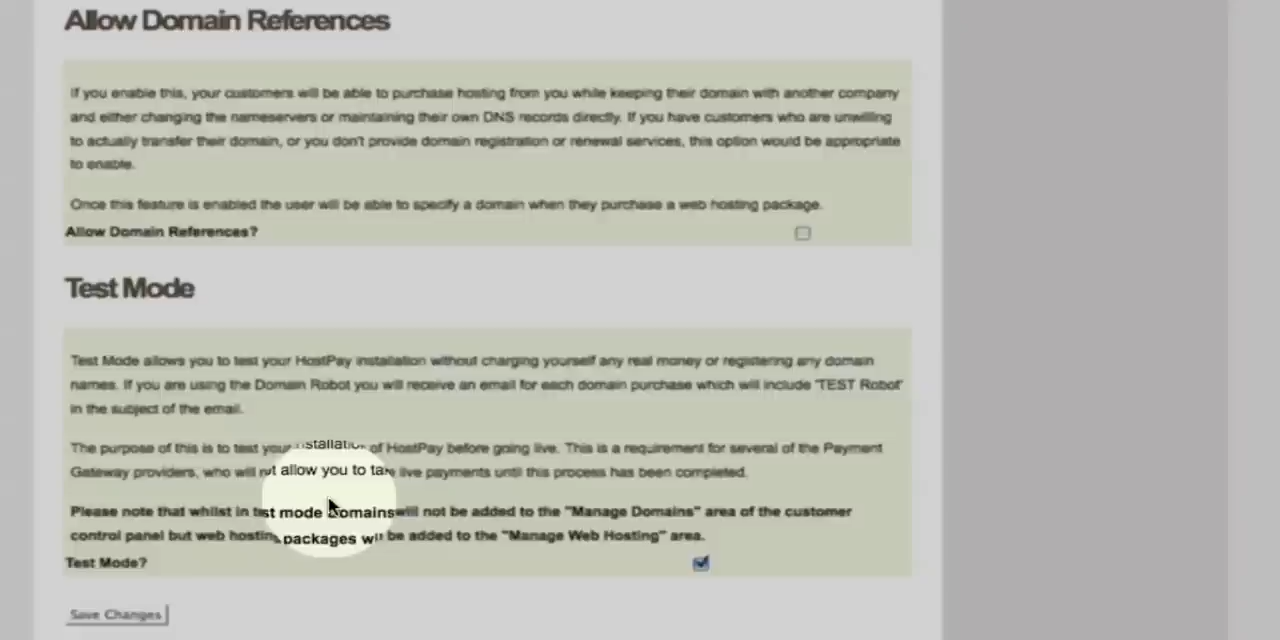 Allow Domain References
If you enable this, your customers will be able to purchase hosting from you while keeping their domain with another company
and either changing the nameservers or maintaining their own DNS records directly. If you have customers who are unwilling
to actually transfer their domain, or you don't provide domain registration or renewal services, this option would be appropriate
to enable.
Once this feature is enabled the user will be able to specify a domain when they purchase a web hosting package.
Allow Domain References?
Test Mode
Test Mode allows you to test your HostPay installation without charging yourself any real money or registering any domain
names. If you are using the Domain Robot you will receive an email for each domain purchase which will include 'TEST Robot'
in the subject of the email.
The purpose of this is to test your installation of HostPay before going live. This is a requirement for several of the Payment
Gateway providers, who will not allow you to take live payments until this process has been completed.
Please note that whilst in test mode Domains will not be added to the "Manage Domains" area of the customer
control panel but web hosting packages will be added to the "Manage Web Hosting" area.
Test Mode?
Save Changes